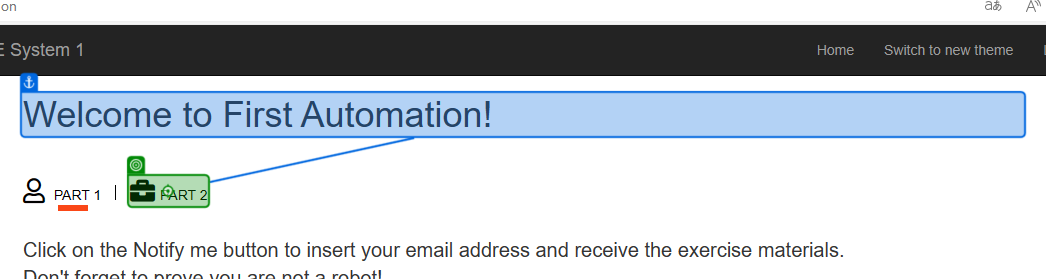 on aあ A
E System 1 Home Switch to new theme
Welcome to First Automation!
PART 1 | PART 2
Click on the Notify me button to insert your email address and receive the exercise materials.
Don't forget to prove you are not a robot!